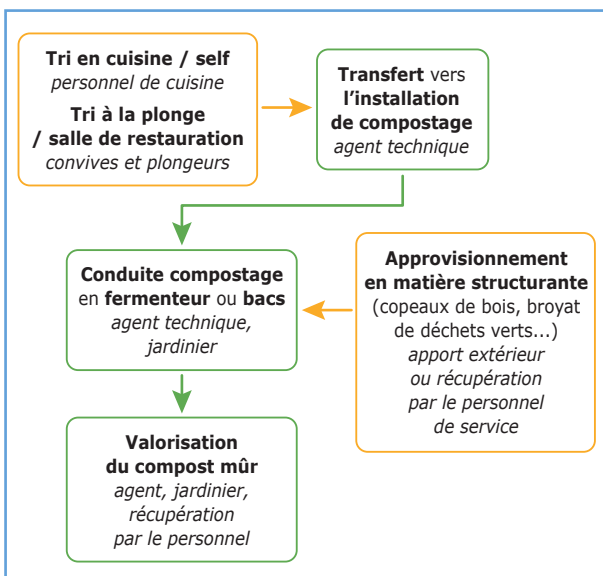 Tri en cuisine / self
personnel de cuisine
Tri à la plonge
/ salle de restauration
convives et plongeurs
Transfert vers
l'installation
de compostage
agent technique
Conduite compostage
en fermenteur ou bacs
agent technique,
jardinier
Approvisionnement
en matière structurante
(copeaux de bois, broyat
de déchets verts...)
apport extérieur
ou récupération
par le personnel
de service
Valorisation
du compost mûr
agent, jardinier,
récupération
par le personnel